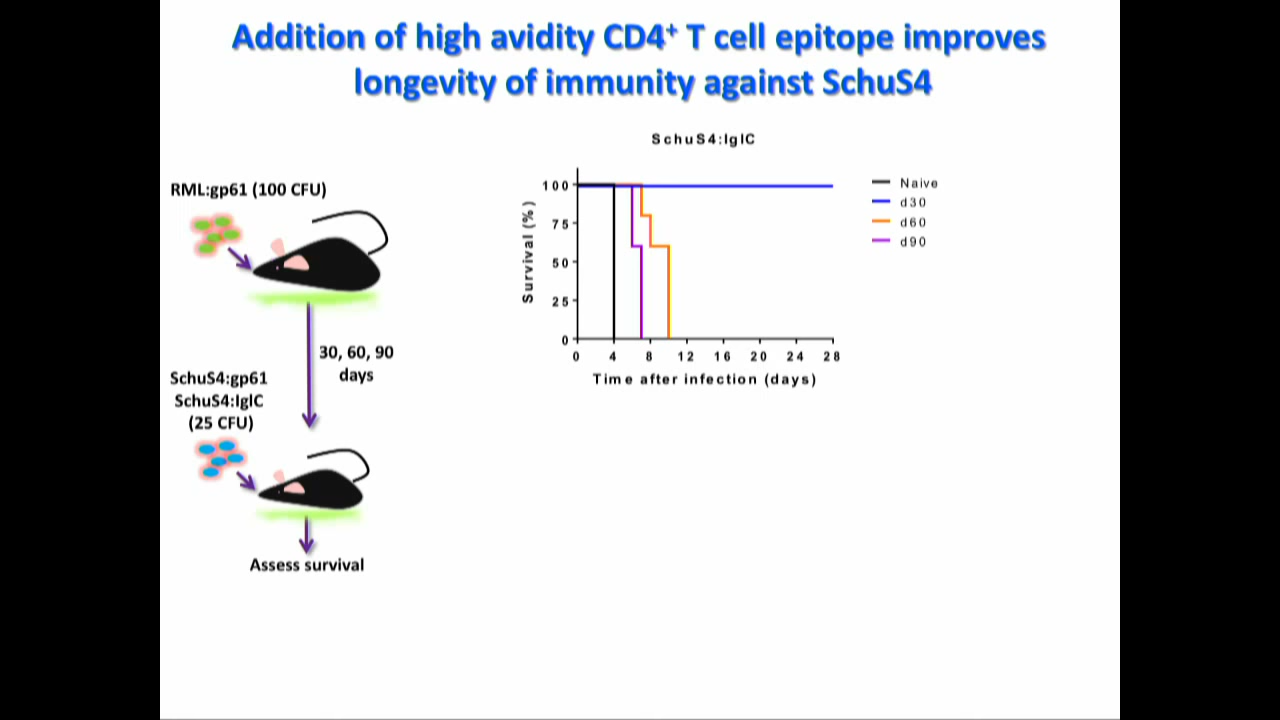 Addition of high avidity CD4⁺ T cell epitope improves
longevity of immunity against SchuS4
RML:gp61 (100 CFU)
30, 60, 90
days
SchuS4:gp61
SchuS4:IglC
(25 CFU)
Assess survival
SchuS4:IglC
Survival (%)
100
75
50
25
0
0 4 8 12 16 20 24 28
Time after infection (days)
Naive
d30
d60
d90